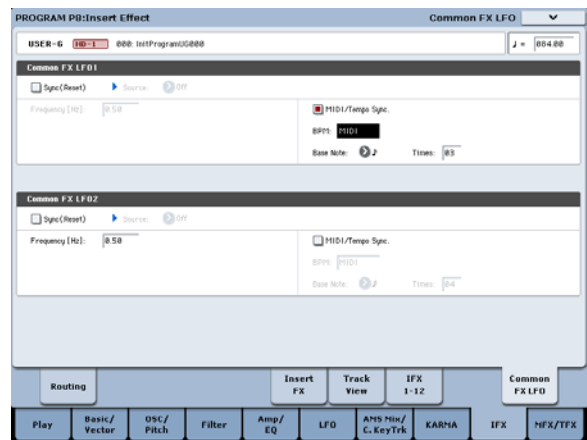 PROGRAM P8:Insert Effect
Common FX LFO
USER-G HD-1 000: InitProgramUG000
♩ = 084.00
Common FX LFO1
Sync(Reset) Source: Off
Frequency [Hz]: 0.50
MIDI/Tempo Sync.
BPM: MIDI
Base Note: ♪ Times: 03
Common FX LFO2
Sync(Reset) Source: Off
Frequency [Hz]: 0.50
MIDI/Tempo Sync.
BPM: MIDI
Base Note: ♪ Times: 04
Routing
Insert FX
Track View
IFX 1-12
Common FX LFO
Play
Basic/ Vector
OSC/ Pitch
Filter
Amp/ EQ
LFO
AMS Mix/ C.KeyTrk
KARMA
IFX
MFX/TFX